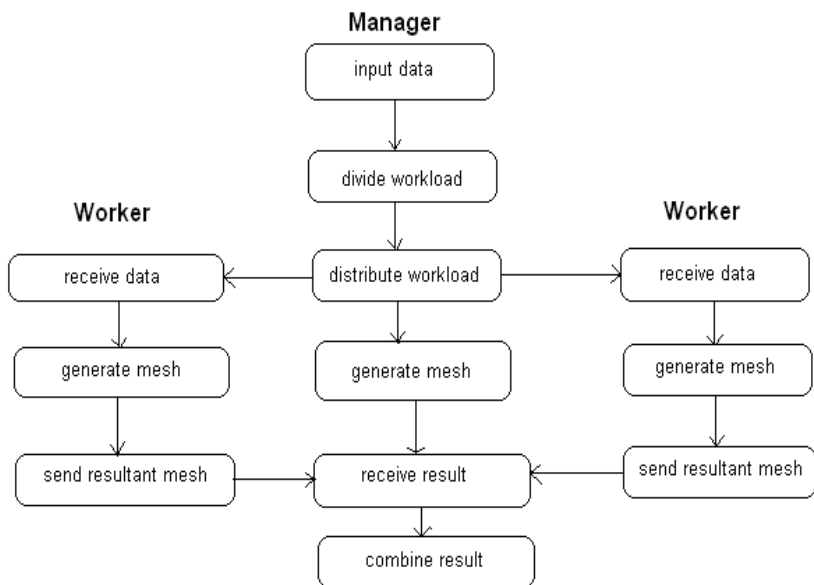 Manager
input data
divide workload
Worker
Worker
receive data
distribute workload
receive data
generate mesh
generate mesh
generate mesh
send resultant mesh
receive result
send resultant mesh
combine result